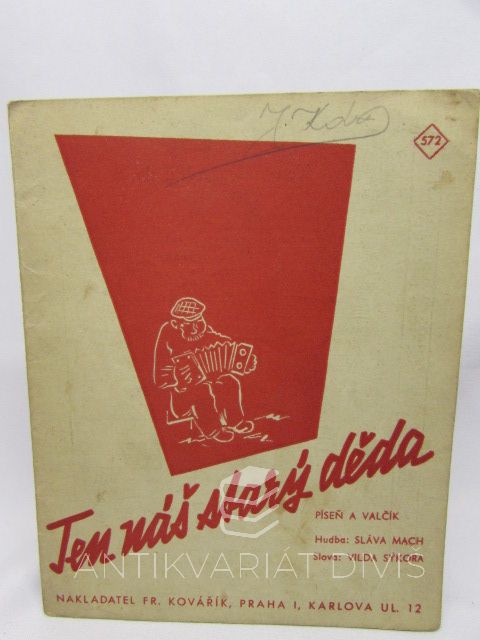 572
Ten náš starý děda
PÍSEŇ A VALČÍK
Hudba: SLÁVA MACH
Slova: VILDA SÝKORA
ANTIKVARIÁT DIVIŠ
NAKLADATEL FR. KOVÁŘÍK, PRAHA I, KARLOVA UL. 12